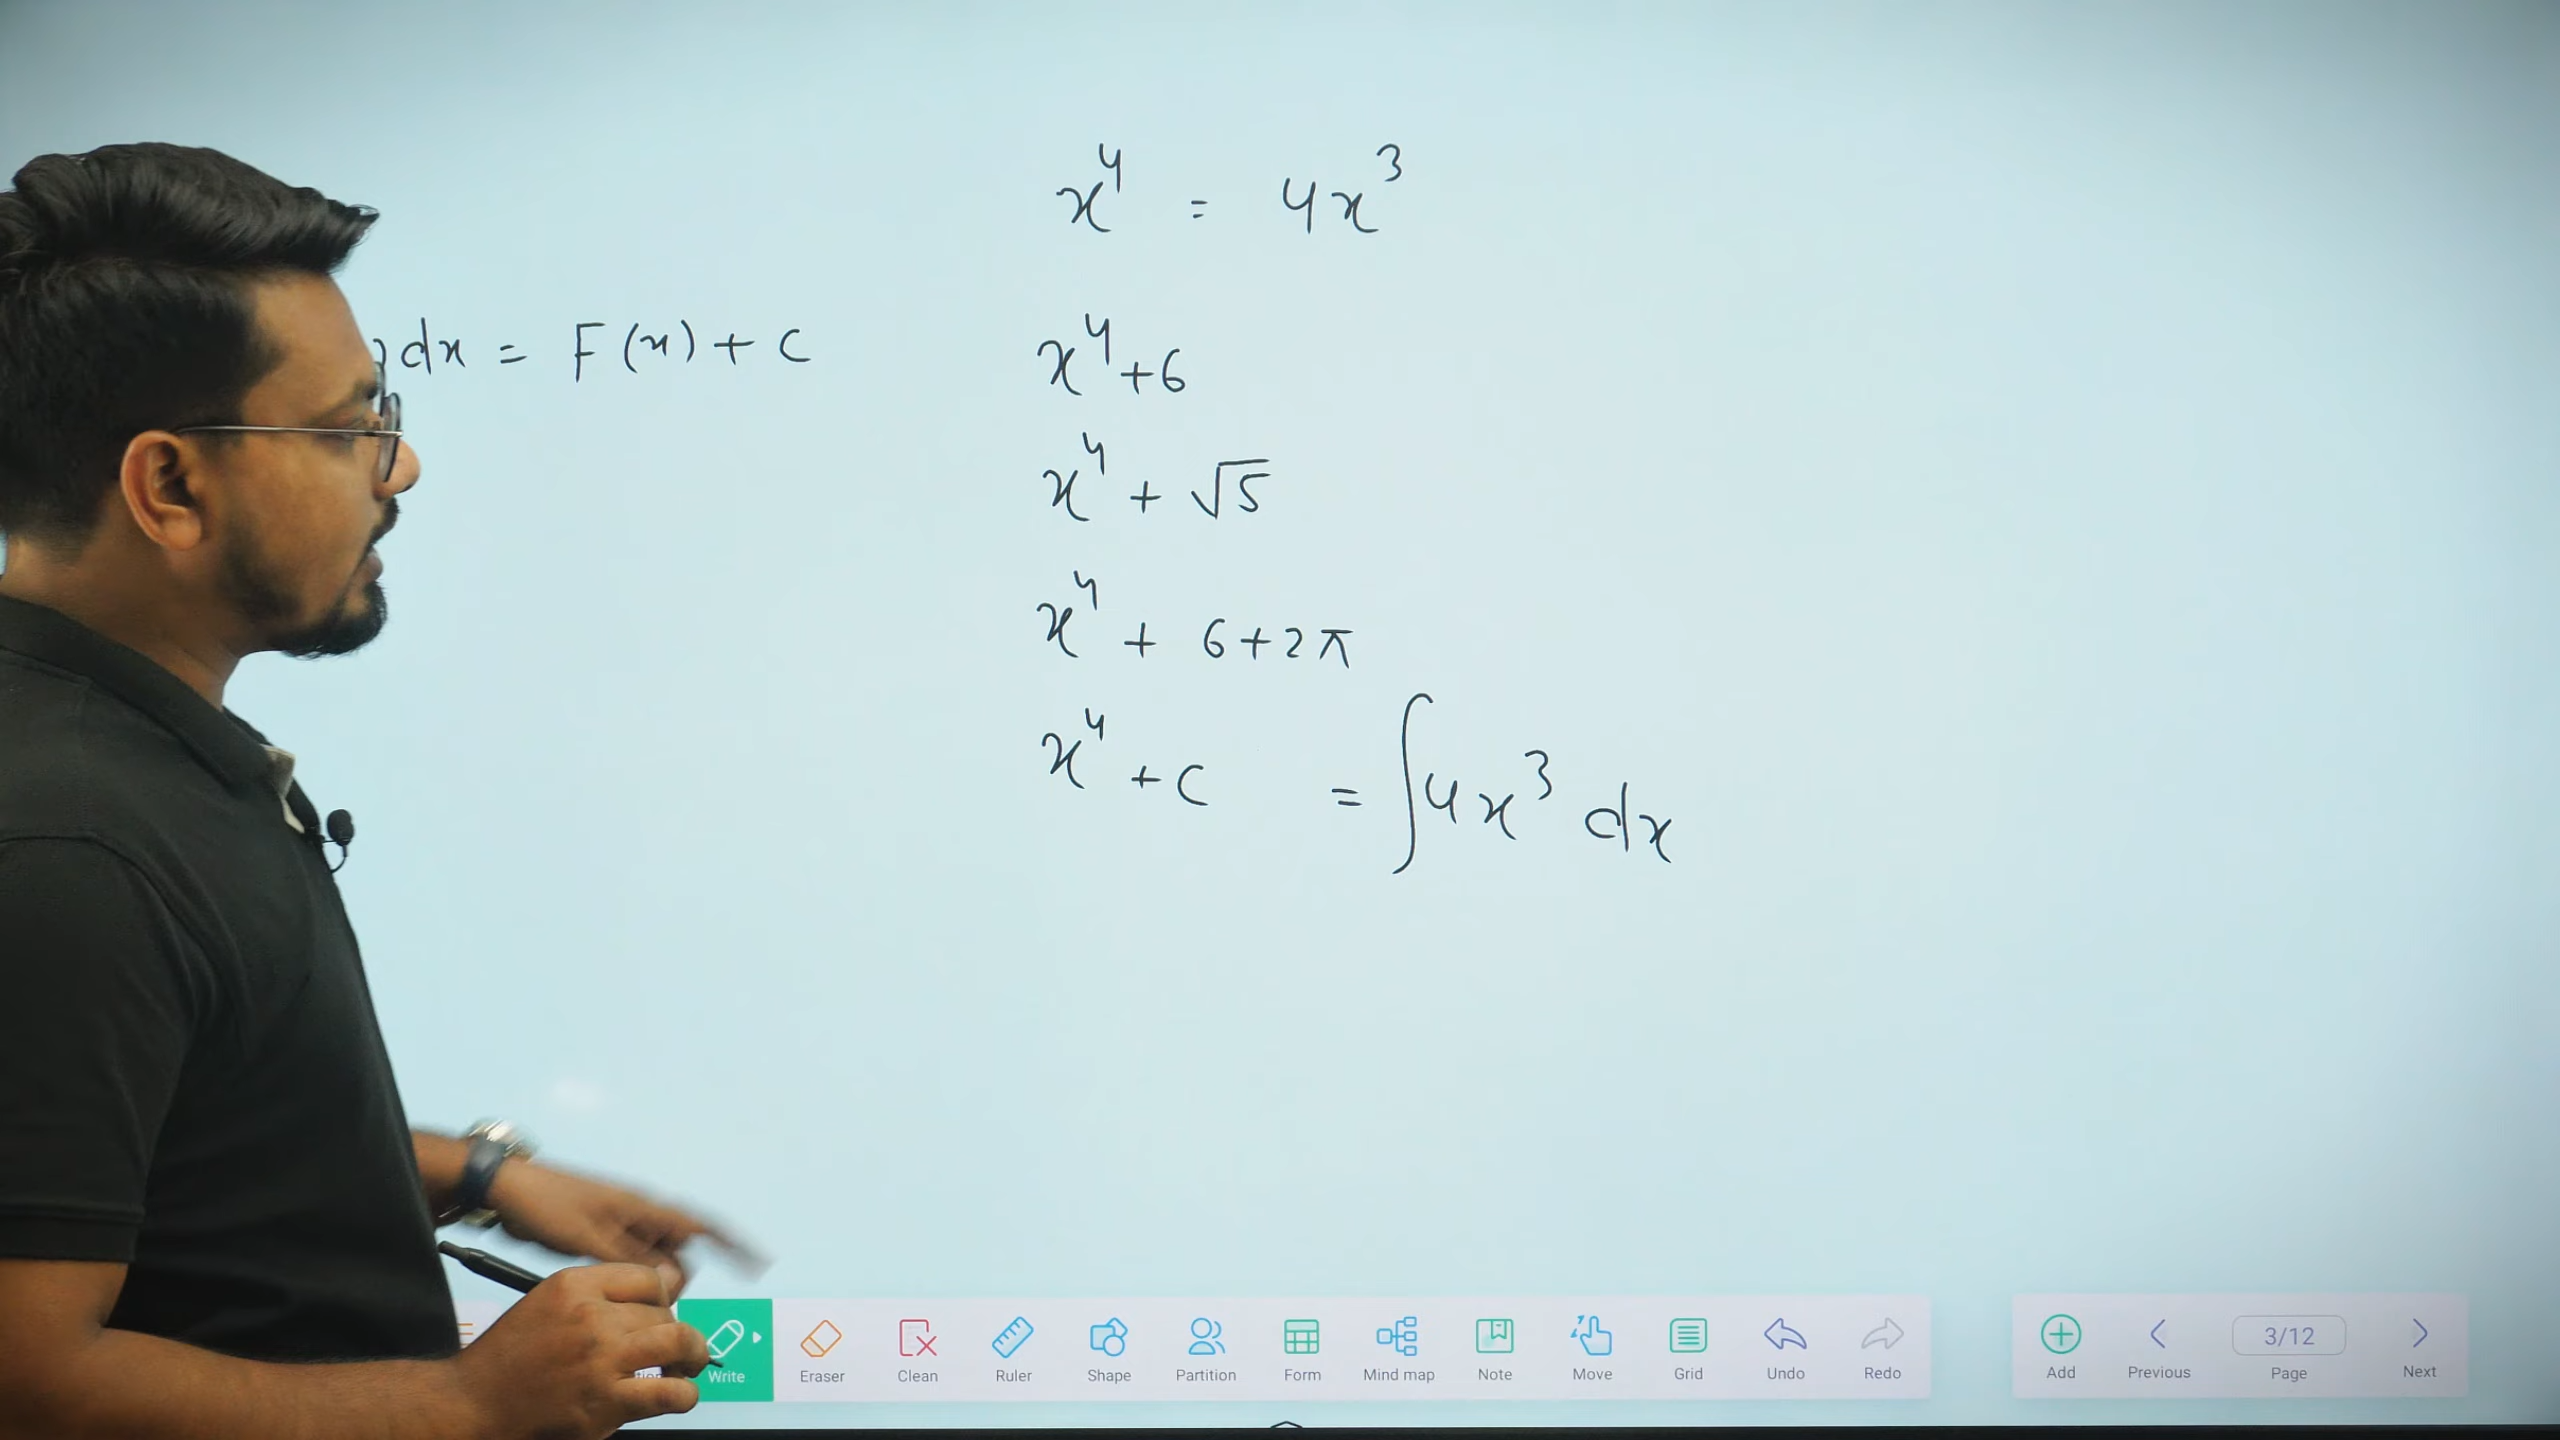 x⁴ = 4x³
dx = F(x) + c
x⁴ + 6
x⁴ + √5
x⁴ + 6 + 2π
x⁴ + c = ∫4x³ dx
Write Eraser Clean Ruler Shape Partition Form Mind map Note Move Grid Undo Redo Add Previous 3/12 Page Next